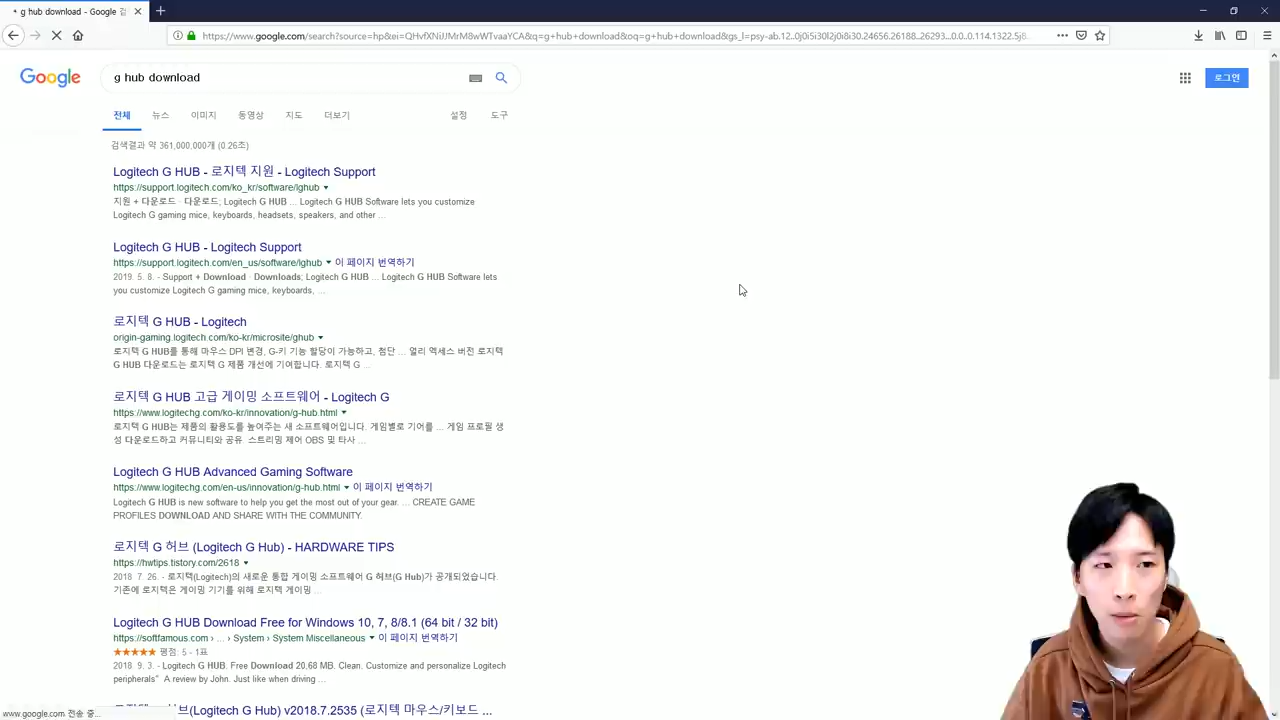 g hub download - Google 검
https://www.google.com/search?source=hp&ei=QHvfXNiJJMrM8wWTvaaYCA&q=g+hub+download&oq=g+hub+download&gs_l=psy-ab.12..0j0i5i30l2j0i8i30.24656.26188..26293...0.0..0.114.1322.5j8.
Google
g hub download
로그인
전체 뉴스 이미지 동영상 지도 더보기 설정 도구
검색결과 약 361,000,000개 (0.26초)
Logitech G HUB - 로지텍 지원 - Logitech Support
https://support.logitech.com/ko_kr/software/lghub
지원 + 다운로드 · 다운로드; Logitech G HUB ... Logitech G HUB Software lets you customize
Logitech G gaming mice, keyboards, headsets, speakers, and other ...
Logitech G HUB - Logitech Support
https://support.logitech.com/en_us/software/lghub 이 페이지 번역하기
2019. 5. 8. - Support + Download · Downloads; Logitech G HUB ... Logitech G HUB Software lets
you customize Logitech G gaming mice, keyboards, ...
로지텍 G HUB - Logitech
origin-gaming.logitech.com/ko-kr/microsite/ghub
로지텍 G HUB를 통해 마우스 DPI 변경, G-키 기능 할당이 가능하고, 첨단 ... 얼리 엑세스 버전 로지텍
G HUB 다운로드는 로지텍 G 제품 개선에 기여합니다. 로지텍 G ...
로지텍 G HUB 고급 게이밍 소프트웨어 - Logitech G
https://www.logitechg.com/ko-kr/innovation/g-hub.html
로지텍 G HUB는 제품의 활용도를 높여주는 새 소프트웨어입니다. 게임별로 기어를 ... 게임 프로필 생
성 다운로드하고 커뮤니티와 공유 스트리밍 제어 OBS 및 타사 ...
Logitech G HUB Advanced Gaming Software
https://www.logitechg.com/en-us/innovation/g-hub.html 이 페이지 번역하기
Logitech G HUB is new software to help you get the most out of your gear. ... CREATE GAME
PROFILES DOWNLOAD AND SHARE WITH THE COMMUNITY.
로지텍 G 허브 (Logitech G Hub) - HARDWARE TIPS
https://hwtips.tistory.com/2618
2018. 7. 26. - 로지텍(Logitech)의 새로운 통합 게이밍 소프트웨어 G 허브(G Hub)가 공개되었습니다.
기존에 로지텍은 게이밍 기기를 위해 로지텍 게이밍 ...
Logitech G HUB Download Free for Windows 10, 7, 8/8.1 (64 bit / 32 bit)
https://softfamous.com › ... › System › System Miscellaneous 이 페이지 번역하기
★★★★★ 평점: 5 - 1표
2018. 9. 3. - Logitech G HUB. Free Download 20.68 MB. Clean. Customize and personalize Logitech
peripherals" A review by John. Just like when driving ...
(Logitech G Hub) v2018.7.2535 (로지텍 마우스/키보드 ...
www.google.com 전송 중...